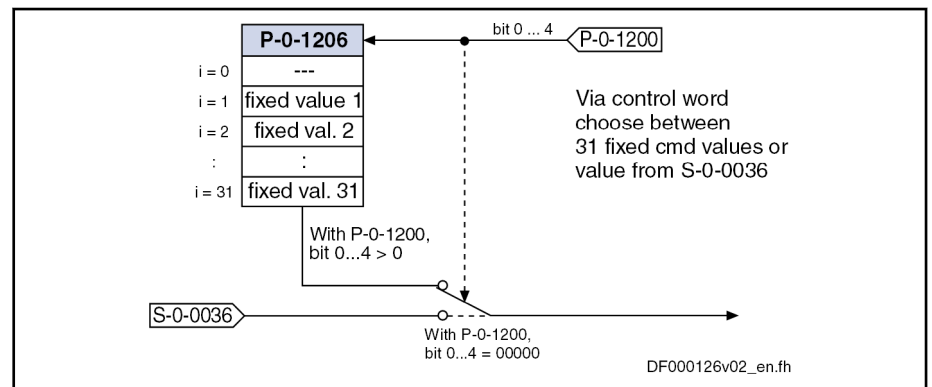 P-0-1206
bit 0 ... 4
P-0-1200
i = 0
---
i = 1
fixed value 1
i = 2
fixed val. 2
:
:
i = 31
fixed val. 31
Via control word
choose between
31 fixed cmd values or
value from S-0-0036
With P-0-1200,
bit 0...4 > 0
S-0-0036
With P-0-1200,
bit 0...4 = 00000
DF000126v02_en.fh